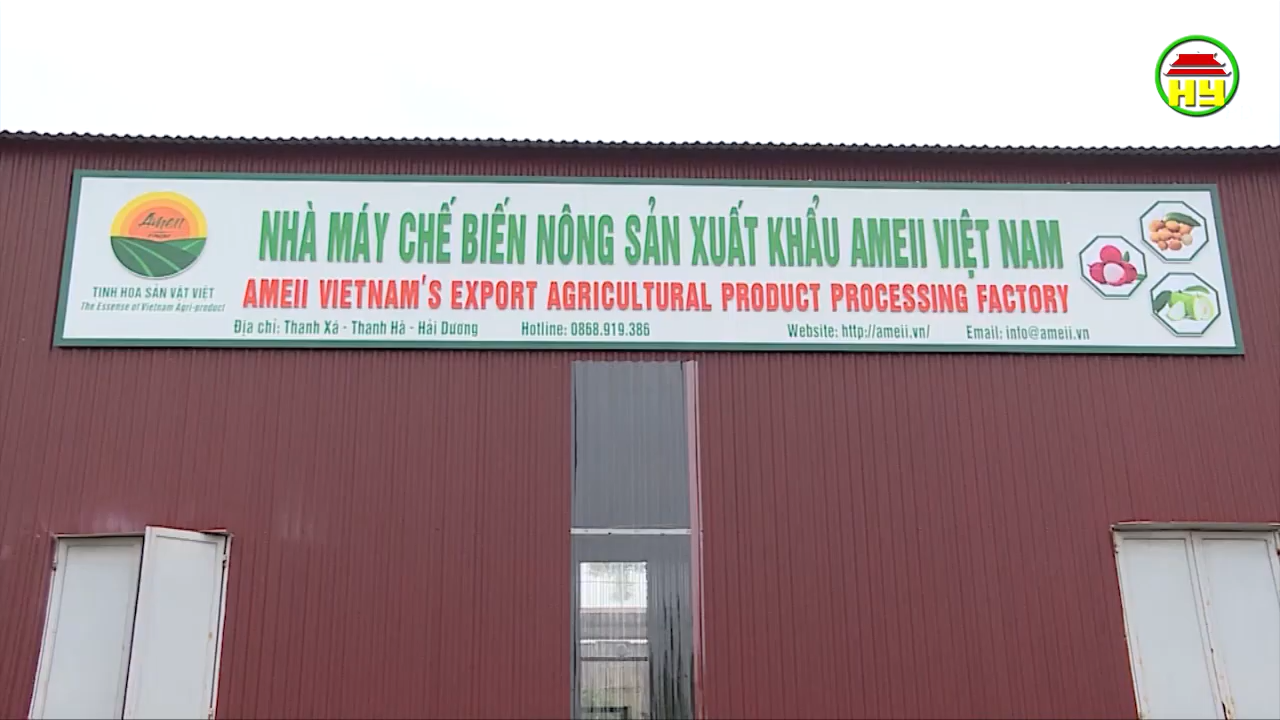 HY
Ameii
TINH HOA SẢN VẬT VIỆT
The Essence of Vietnam Agri-product
NHÀ MÁY CHẾ BIẾN NÔNG SẢN XUẤT KHẨU AMEII VIỆT NAM
AMEII VIETNAM'S EXPORT AGRICULTURAL PRODUCT PROCESSING FACTORY
Địa chỉ: Thanh Xá - Thanh Hà - Hải Dương Hotline: 0868.919.386 Website: http://ameii.vn/ Email: info@ameii.vn